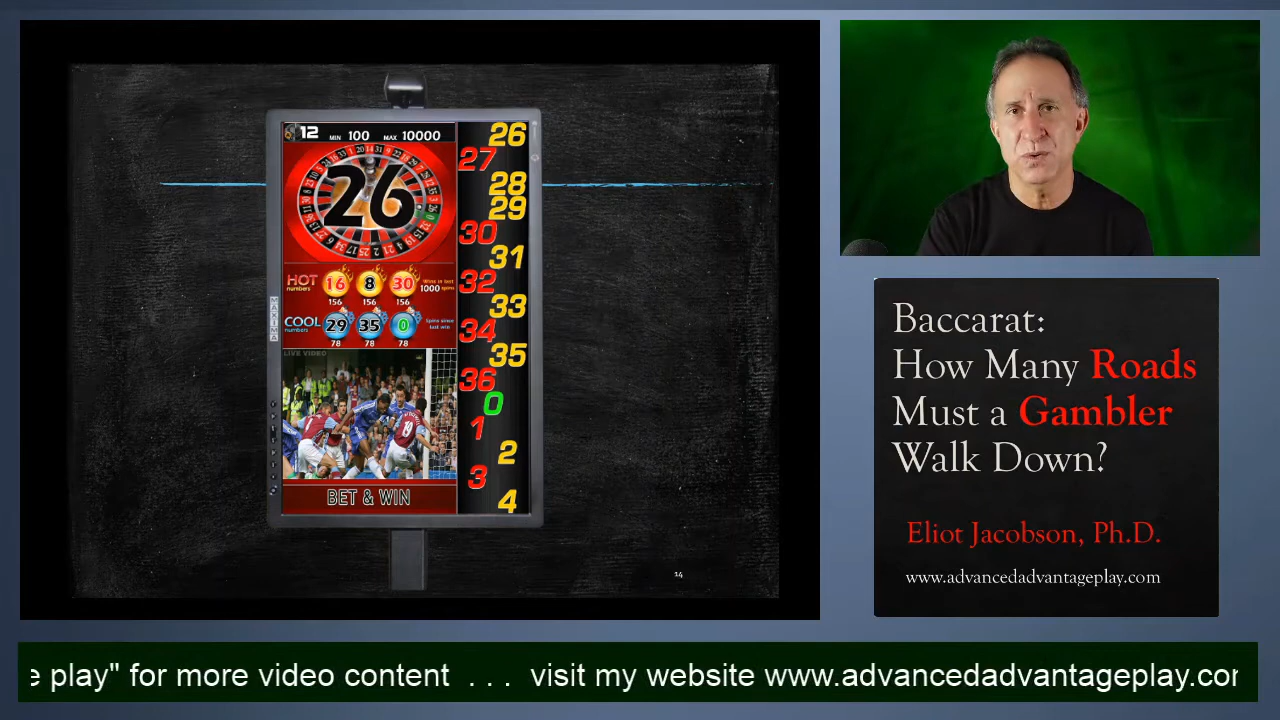 12 MIN 100 MAX 10000
26
HOT numbers 16 8 30 Wins in last 1000 spins
156 156 156
COOL numbers 29 35 0 Spins since last win
78 78 78
LIVE VIDEO
19
BET & WIN
MAXIMA
26
27
28
29
30
31
32
33
34
35
36
0
1
2
3
4
14
Baccarat:
How Many Roads
Must a Gambler
Walk Down?
Eliot Jacobson, Ph.D.
www.advancedadvantageplay.com
play" for more video content . . . visit my website www.advancedadvantageplay.cor